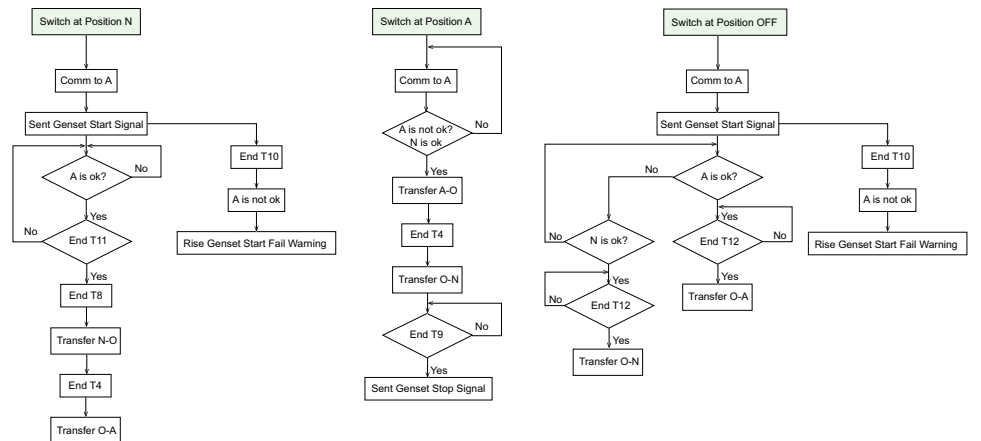 Switch at Position N
Comm to A
Sent Genset Start Signal
End T10
A is ok?
No
A is not ok
Yes
End T11
No
Rise Genset Start Fail Warning
Yes
End T8
Transfer N-O
End T4
Transfer O-A
Switch at Position A
Comm to A
A is not ok?
N is ok
No
Yes
Transfer A-O
End T4
Transfer O-N
End T9
No
Yes
Sent Genset Stop Signal
Switch at Position OFF
Comm to A
Sent Genset Start Signal
End T10
A is ok?
No
A is not ok
Yes
N is ok?
No
End T12
No
Rise Genset Start Fail Warning
Yes
Yes
End T12
No
Transfer O-A
Yes
Transfer O-N